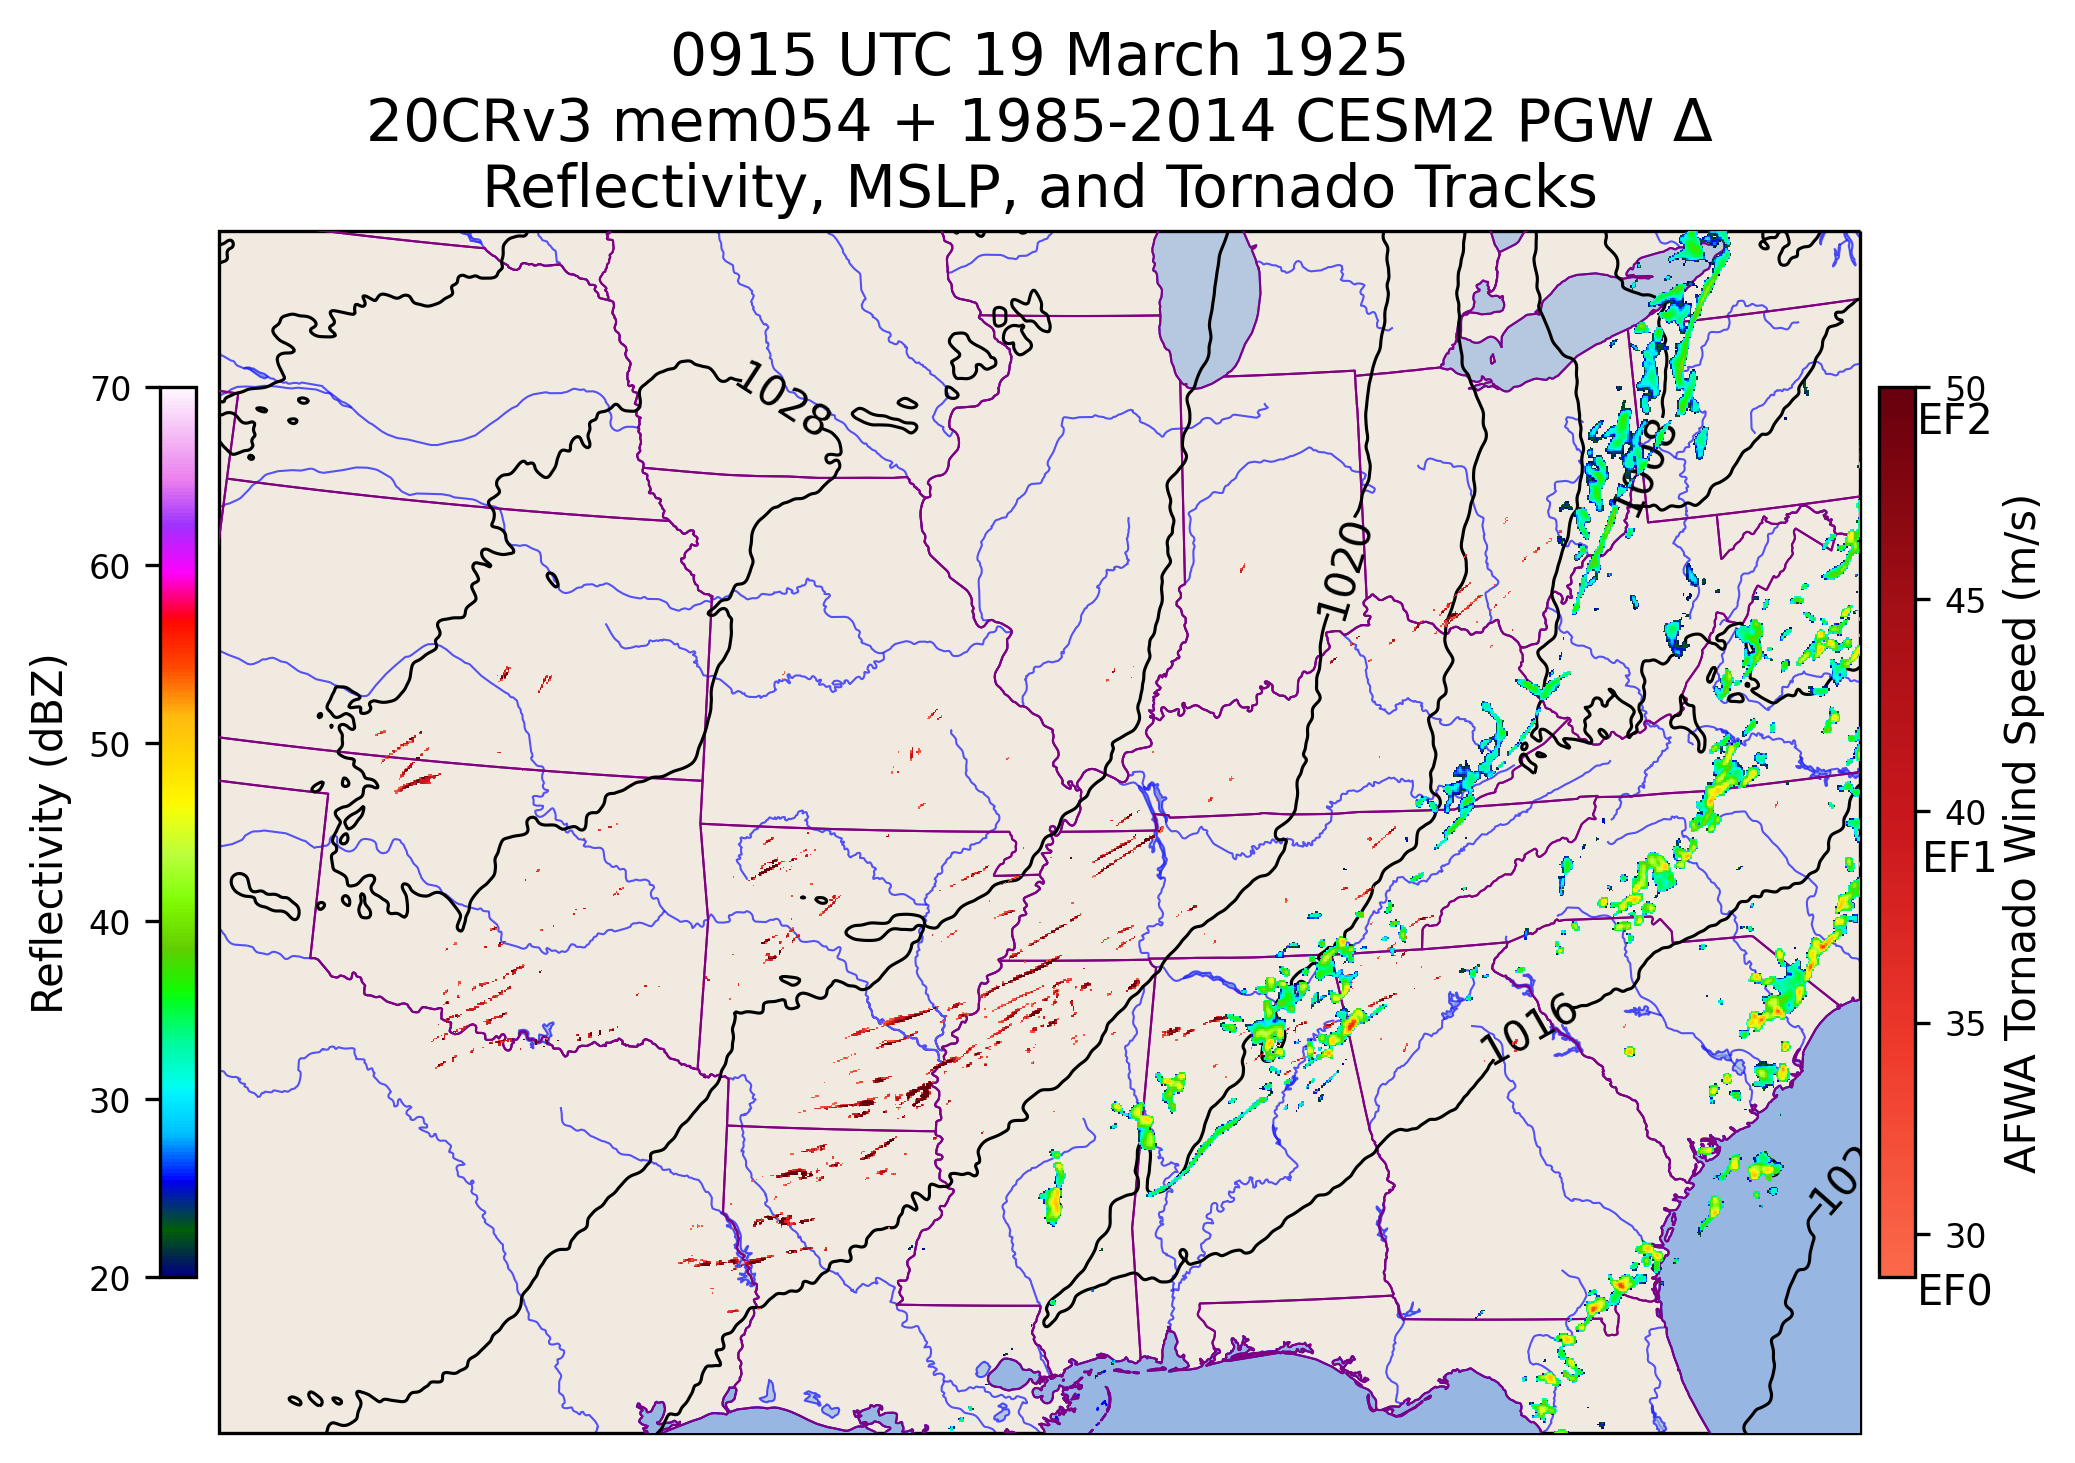 0915 UTC 19 March 1925
20CRv3 mem054 + 1985-2014 CESM2 PGW Δ
Reflectivity, MSLP, and Tornado Tracks
Reflectivity (dBZ)
70
60
50
40
30
20
1028
1020
1008
1016
102
50
EF2
45
40
EF1
35
30
EF0
AFWA Tornado Wind Speed (m/s)